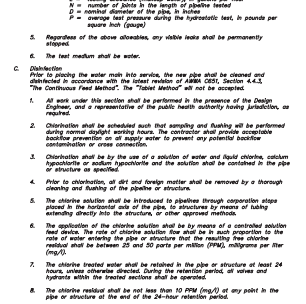 N = number of joints in the length of pipeline tested
D = nominal diameter of the pipe, in inches
P = average test pressure during the hydrostatic test, in pounds per
square inch (gauge)
5. Regardless of the above allowables, any visible leaks shall be permanently
stopped.
6. The test medium shall be water.
C. Disinfection
Prior to placing the water main into service, the new pipe shall be cleaned and
disinfected in accordance with the latest revision of AWWA C651, Section 4.4.3,
"The Continuous Feed Method". The "Tablet Method" will not be accepted.
1. All work under this section shall be performed in the presence of the Design
Engineer, and a representative of the public health authority having jurisdiction, as
required.
2. Chlorination shall be scheduled such that sampling and flushing will be performed
during normal daylight working hours. The contractor shall provide acceptable
backflow prevention on all supply water to prevent any potential backflow
contamination or cross connection.
3. Chlorination shall be by the use of a solution of water and liquid chlorine, calcium
hypochlorite or sodium hypochlorite and the solution shall be contained in the pipe
or structure as specified.
4. Prior to chlorination, all dirt and foreign matter shall be removed by a thorough
cleaning and flushing of the pipeline or structure.
5. The chlorine solution shall be introduced to pipelines through corporation stops
placed in the horizontal axis of the pipe, to structures by means of tubing
extending directly into the structure, or other approved methods.
6. The application of the chlorine solution shall be by means of a controlled solution
feed device. The rate of chlorine solution flow shall be in such proportion to the
rate of water entering the pipe or structure that the resulting free chlorine
residual shall be between 25 and 50 parts per million (PPM), milligrams per liter
(mg/l).
7. The chlorine treated water shall be retained in the pipe or structure at least 24
hours, unless otherwise directed. During the retention period, all valves and
hydrants within the treated sections shall be operated.
8. The chlorine residual shall be not less than 10 PPM (mg/l) at any point in the
pipe or structure at the end of the 24-hour retention period.